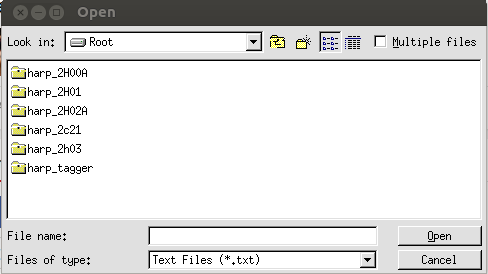 Open
Look in: Root Multiple files
harp_2H00A
harp_2H01
harp_2H02A
harp_2c21
harp_2h03
harp_tagger
File name: Open
Files of type: Text Files (*.txt) Cancel